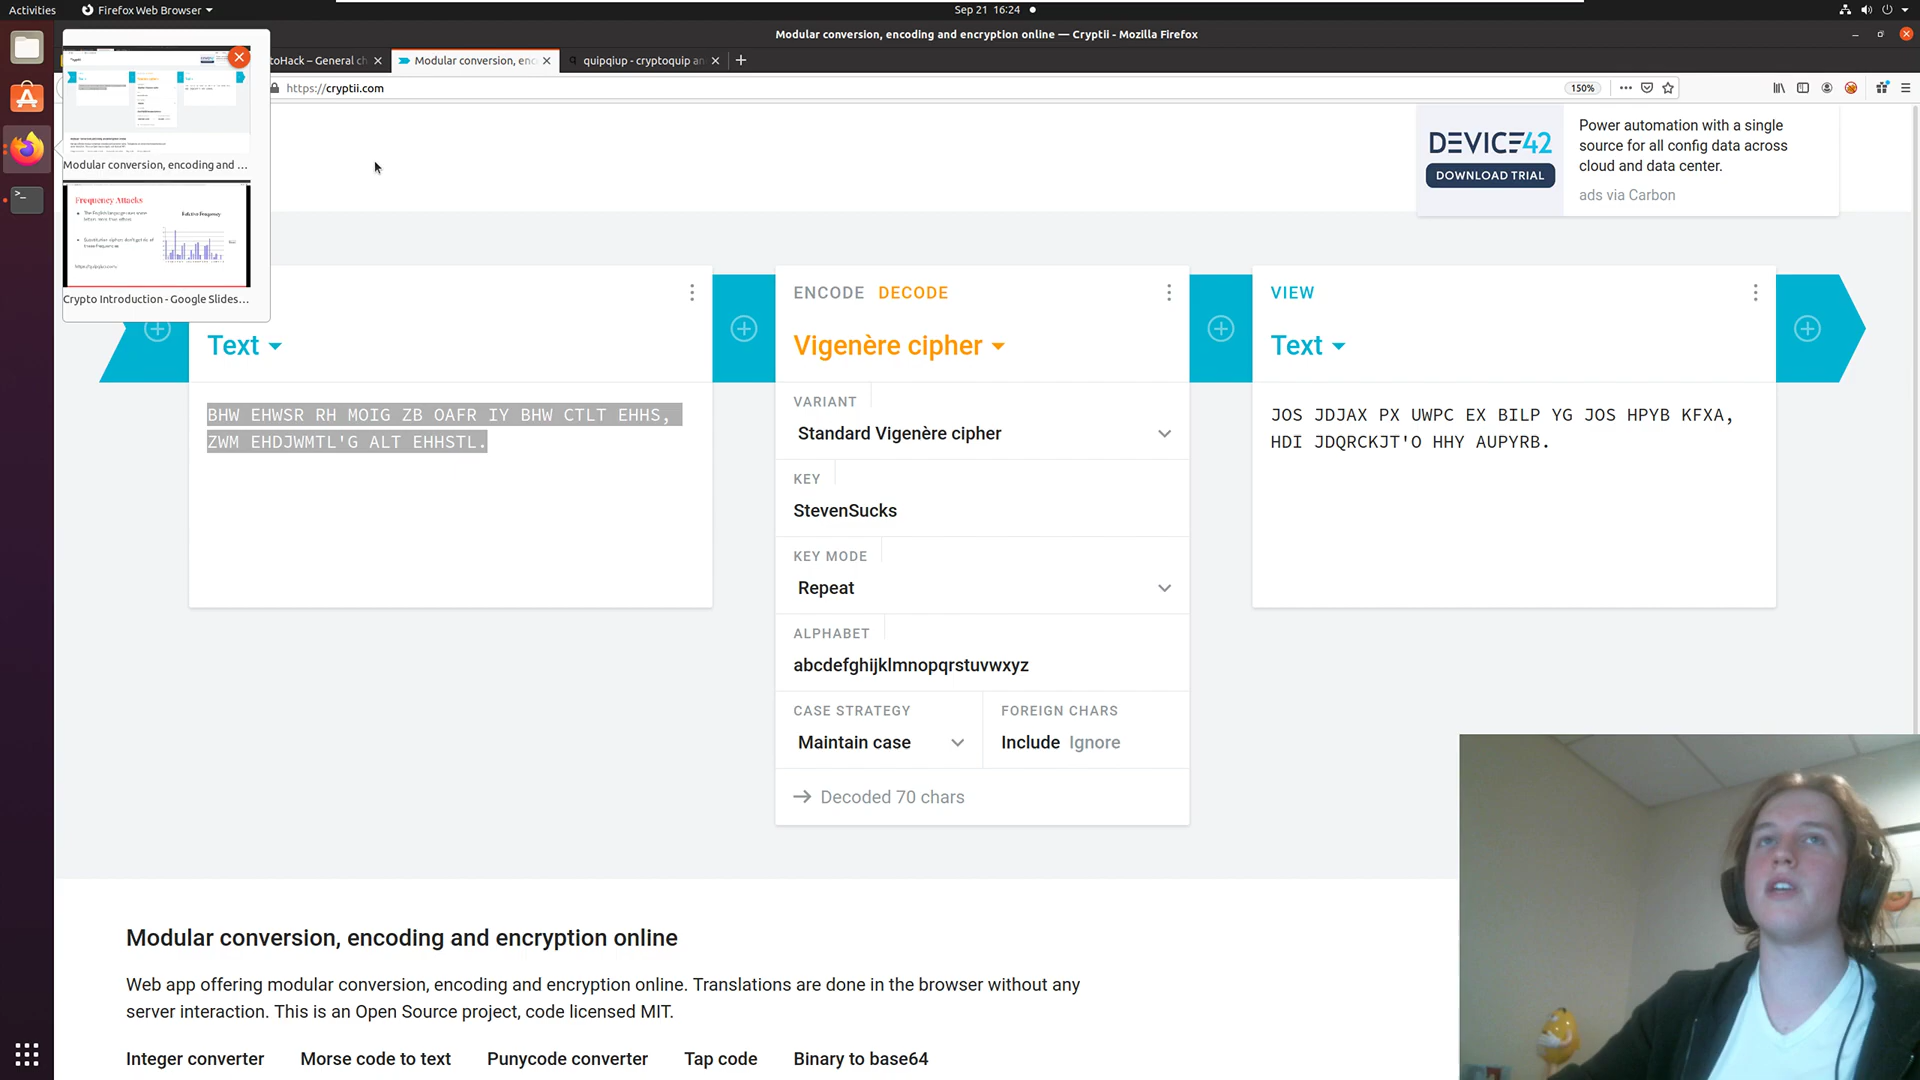 Activities
Firefox Web Browser
Sep 21 16:24
Modular conversion, encoding and encryption online — Cryptii - Mozilla Firefox
toHack – General ch
Modular conversion, enc
quipqiup - cryptoquip an
https://cryptii.com
150%
Modular conversion, encoding and ...
Frequency Attacks
Relative Frequency
Crypto Introduction - Google Slides...
DEVICE42
DOWNLOAD TRIAL
Power automation with a single
source for all config data across
cloud and data center.
ads via Carbon
Text
BHW EHWSR RH MOIG ZB OAFR IY BHW CTLT EHHS,
ZWM EHDJWMTL'G ALT EHHSTL.
ENCODE DECODE
Vigenère cipher
VARIANT
Standard Vigenère cipher
KEY
StevenSucks
KEY MODE
Repeat
ALPHABET
abcdefghijklmnopqrstuvwxyz
CASE STRATEGY
Maintain case
FOREIGN CHARS
Include Ignore
→ Decoded 70 chars
VIEW
Text
JOS JDJAX PX UWPC EX BILP YG JOS HPYB KFXA,
HDI JDQRCKJT'O HHY AUPYRB.
Modular conversion, encoding and encryption online
Web app offering modular conversion, encoding and encryption online. Translations are done in the browser without any
server interaction. This is an Open Source project, code licensed MIT.
Integer converter Morse code to text Punycode converter Tap code Binary to base64